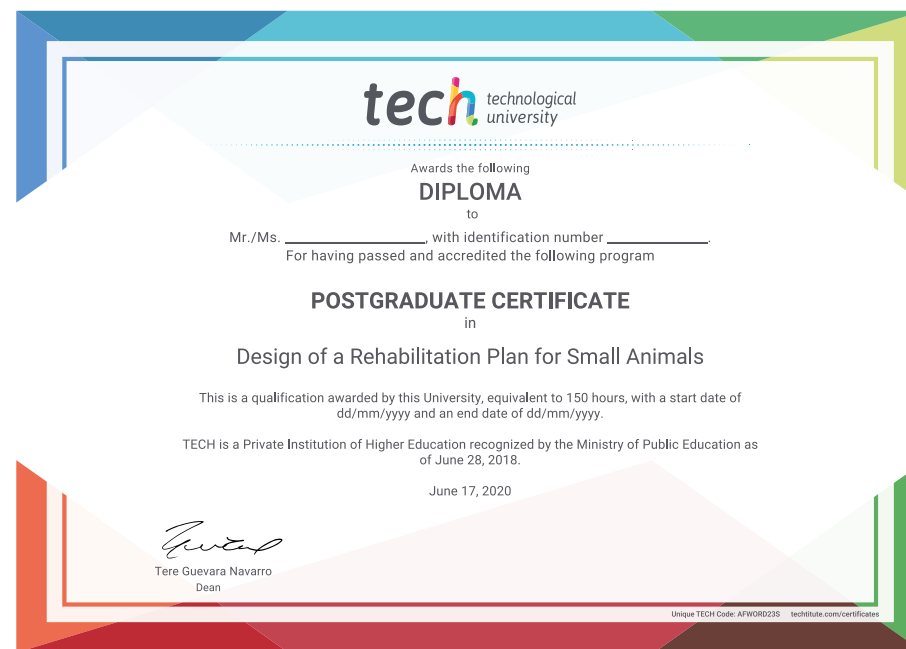 tech technological
university
Awards the following
DIPLOMA
to
Mr./Ms. ____________________, with identification number ______________.
For having passed and accredited the following program
POSTGRADUATE CERTIFICATE
in
Design of a Rehabilitation Plan for Small Animals
This is a qualification awarded by this University, equivalent to 150 hours, with a start date of
dd/mm/yyyy and an end date of dd/mm/yyyy.
TECH is a Private Institution of Higher Education recognized by the Ministry of Public Education as
of June 28, 2018.
June 17, 2020
Tere Guevara Navarro
Dean
Unique TECH Code: AFWORD23S techtitute.com/certificates